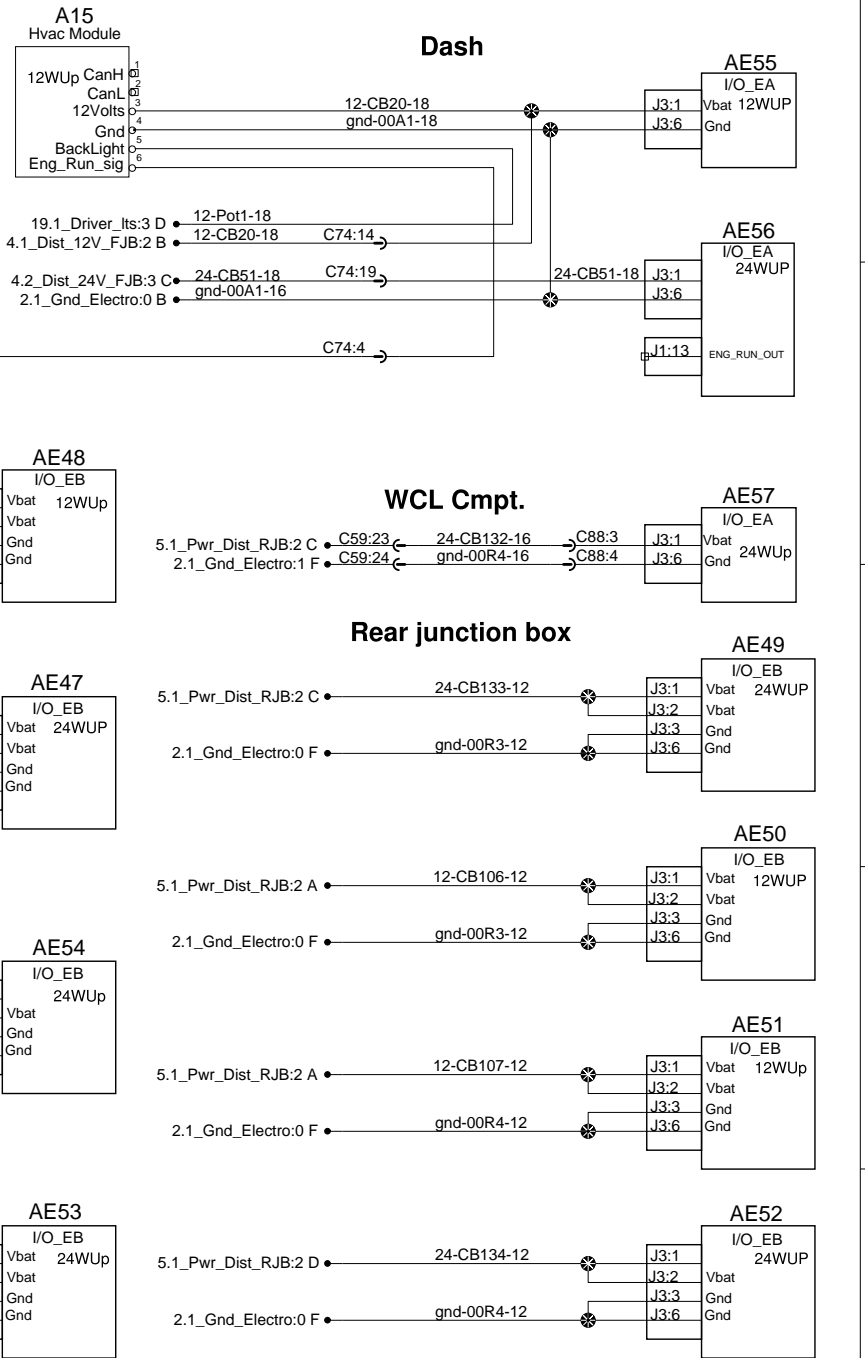 A15
Hvac Module
Dash
12WUp CanH 1
CanL 2
12Volts 3
Gnd 4
BackLight 5
Eng_Run_sig 6
12-CB20-18
gnd-00A1-18
AE55
I/O_EA
J3:1 Vbat 12WUP
J3:6 Gnd
19.1_Driver_lts:3 D 12-Pot1-18
4.1_Dist_12V_FJB:2 B 12-CB20-18 C74:14
4.2_Dist_24V_FJB:3 C 24-CB51-18 C74:19 24-CB51-18
2.1_Gnd_Electro:0 B gnd-00A1-16
C74:4
AE56
I/O_EA
24WUP
J3:1
J3:6
J1:13 ENG_RUN_OUT
AE48
I/O_EB
Vbat 12WUp
Vbat
Gnd
Gnd
WCL Cmpt.
5.1_Pwr_Dist_RJB:2 C C59:23 24-CB132-16 C88:3
2.1_Gnd_Electro:1 F C59:24 gnd-00R4-16 C88:4
AE57
I/O_EA
J3:1 Vbat
24WUp
J3:6 Gnd
Rear junction box
AE47
I/O_EB
Vbat 24WUP
Vbat
Gnd
Gnd
5.1_Pwr_Dist_RJB:2 C 24-CB133-12
2.1_Gnd_Electro:0 F gnd-00R3-12
AE49
I/O_EB
J3:1 Vbat 24WUP
J3:2 Vbat
J3:3 Gnd
J3:6 Gnd
5.1_Pwr_Dist_RJB:2 A 12-CB106-12
2.1_Gnd_Electro:0 F gnd-00R3-12
AE50
I/O_EB
J3:1 Vbat 12WUP
J3:2 Vbat
J3:3 Gnd
J3:6 Gnd
AE54
I/O_EB
24WUp
Vbat
Gnd
Gnd
5.1_Pwr_Dist_RJB:2 A 12-CB107-12
2.1_Gnd_Electro:0 F gnd-00R4-12
AE51
I/O_EB
J3:1 Vbat 12WUp
J3:2 Vbat
J3:3 Gnd
J3:6 Gnd
AE53
I/O_EB
Vbat 24WUp
Vbat
Gnd
Gnd
5.1_Pwr_Dist_RJB:2 D 24-CB134-12
2.1_Gnd_Electro:0 F gnd-00R4-12
AE52
I/O_EB
J3:1 24WUP
J3:2 Vbat
J3:3 Gnd
J3:6 Gnd